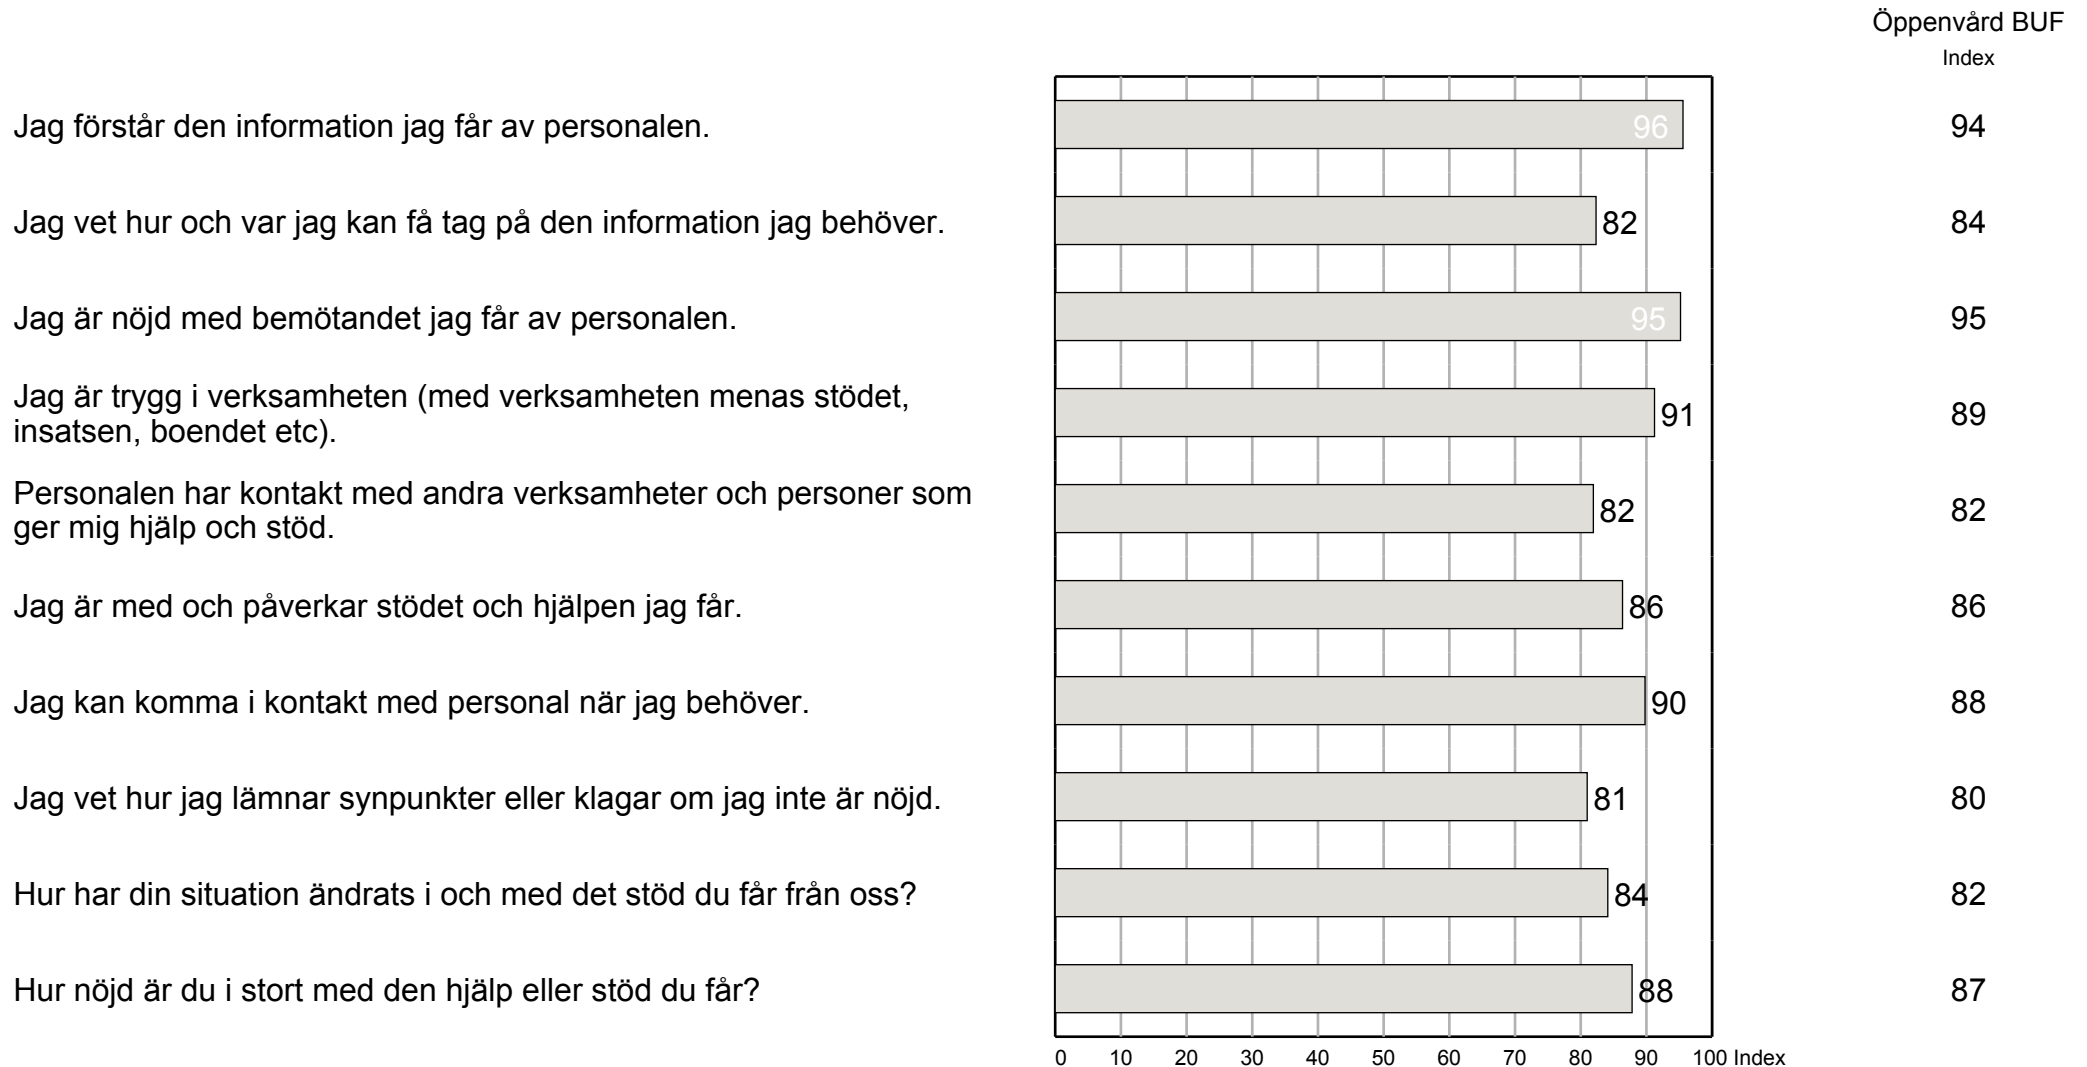 Öppenvård BUF
Index
Jag förstår den information jag får av personalen. 96 94
Jag vet hur och var jag kan få tag på den information jag behöver. 82 84
Jag är nöjd med bemötandet jag får av personalen. 95 95
Jag är trygg i verksamheten (med verksamheten menas stödet,
insatsen, boendet etc). 91 89
Personalen har kontakt med andra verksamheter och personer som
ger mig hjälp och stöd. 82 82
Jag är med och påverkar stödet och hjälpen jag får. 86 86
Jag kan komma i kontakt med personal när jag behöver. 90 88
Jag vet hur jag lämnar synpunkter eller klagar om jag inte är nöjd. 81 80
Hur har din situation ändrats i och med det stöd du får från oss? 84 82
Hur nöjd är du i stort med den hjälp eller stöd du får? 88 87
0 10 20 30 40 50 60 70 80 90 100 Index